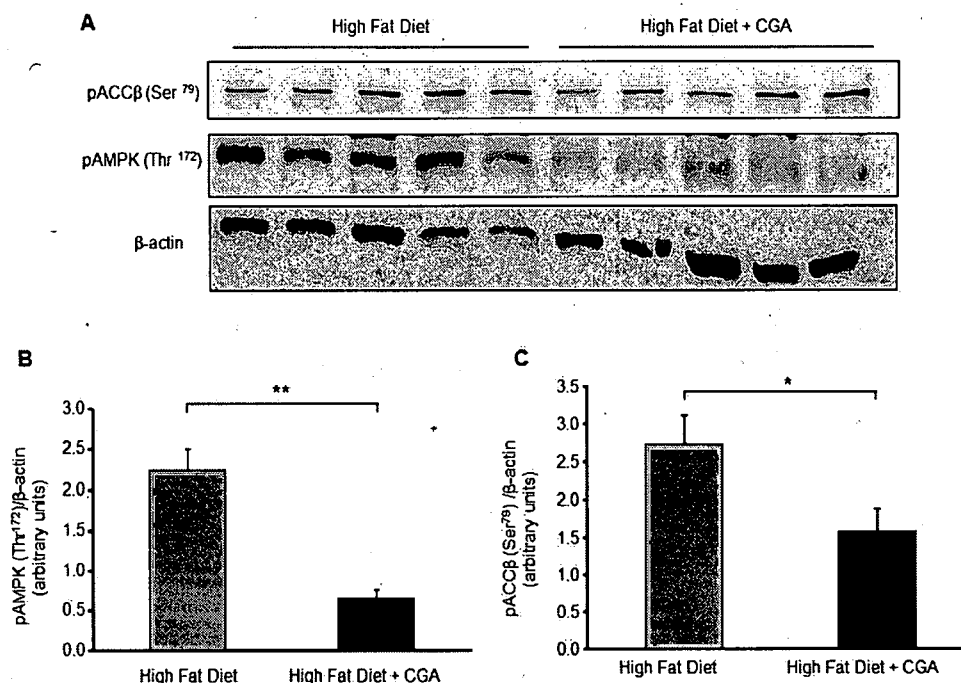 A
High Fat Diet
High Fat Diet + CGA
pACCβ (Ser 79)
pAMPK (Thr 172)
β-actin
B
**
3.0
2.5
2.0
1.5
1.0
0.5
0.0
pAMPK (Thr172)/β-actin
(arbitrary units)
High Fat Diet
High Fat Diet + CGA
C
*
3.5
3.0
2.5
2.0
1.5
1.0
0.5
0.0
pACCβ (Ser79) /β-actin
(arbitrary units)
High Fat Diet
High Fat Diet + CGA